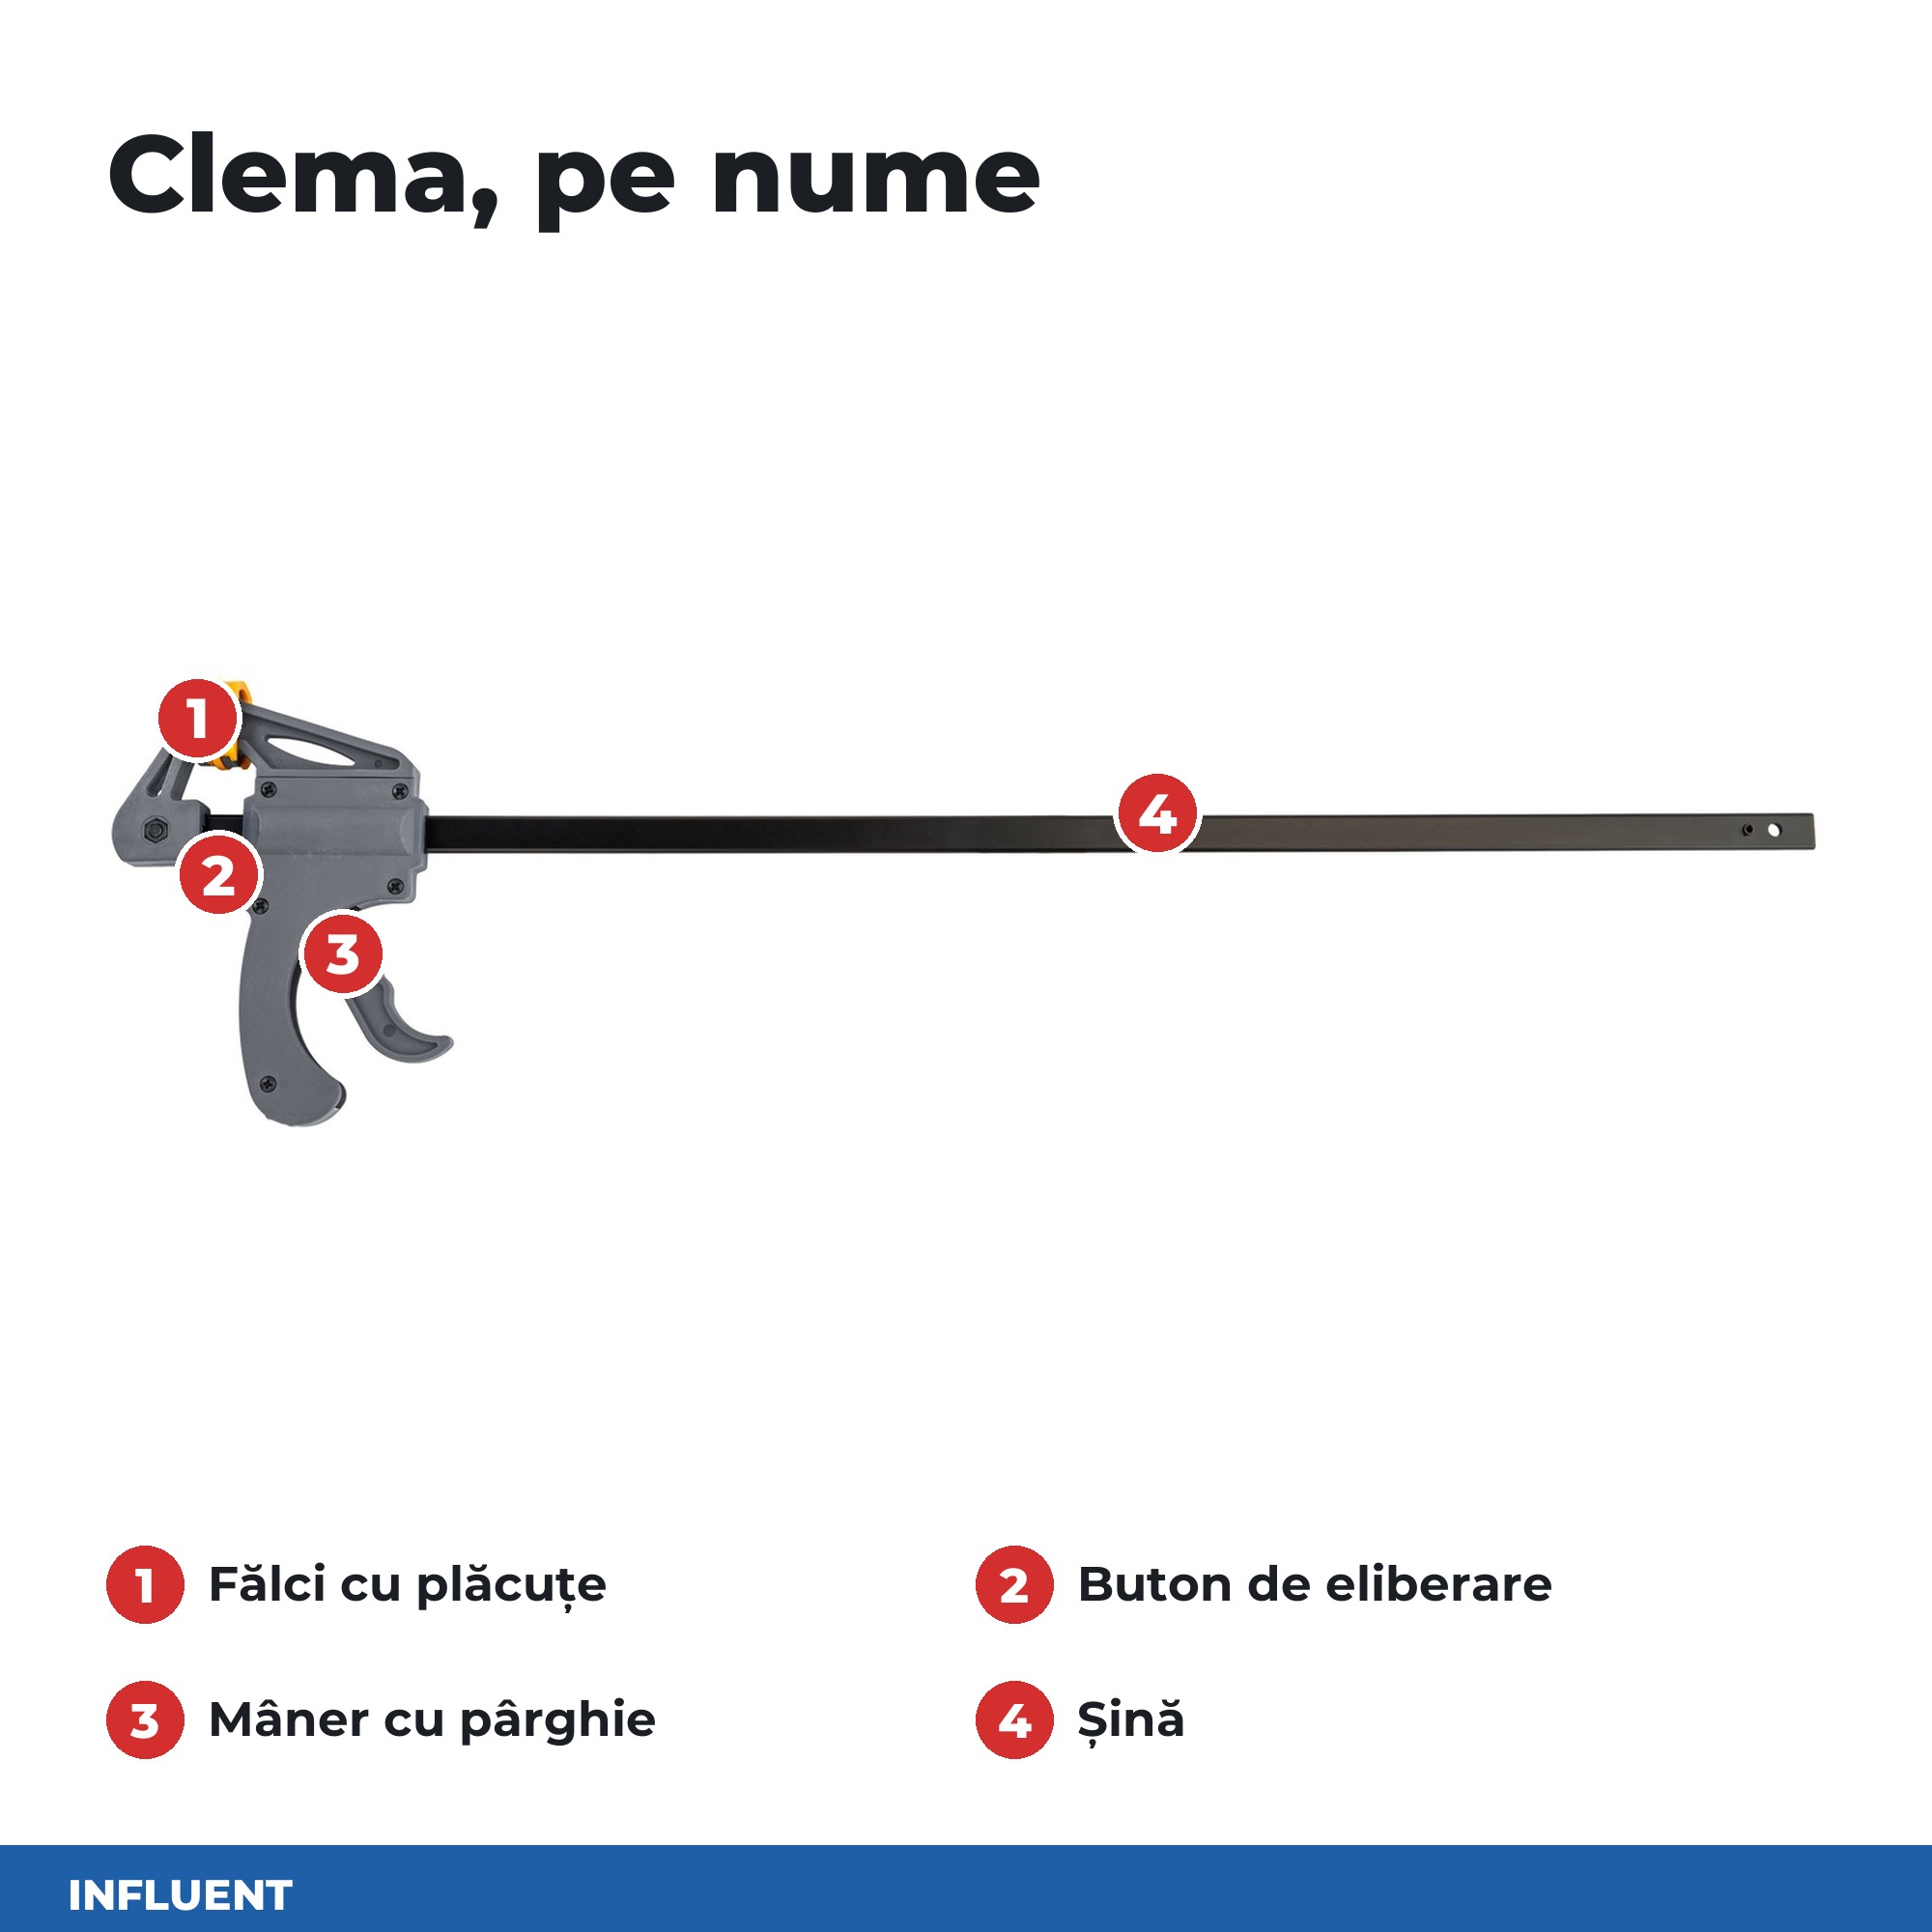 Clema, pe nume
1
2
3
4
1 Fălci cu plăcuțe
2 Buton de eliberare
3 Mâner cu pârghie
4 Șină
INFLUENT